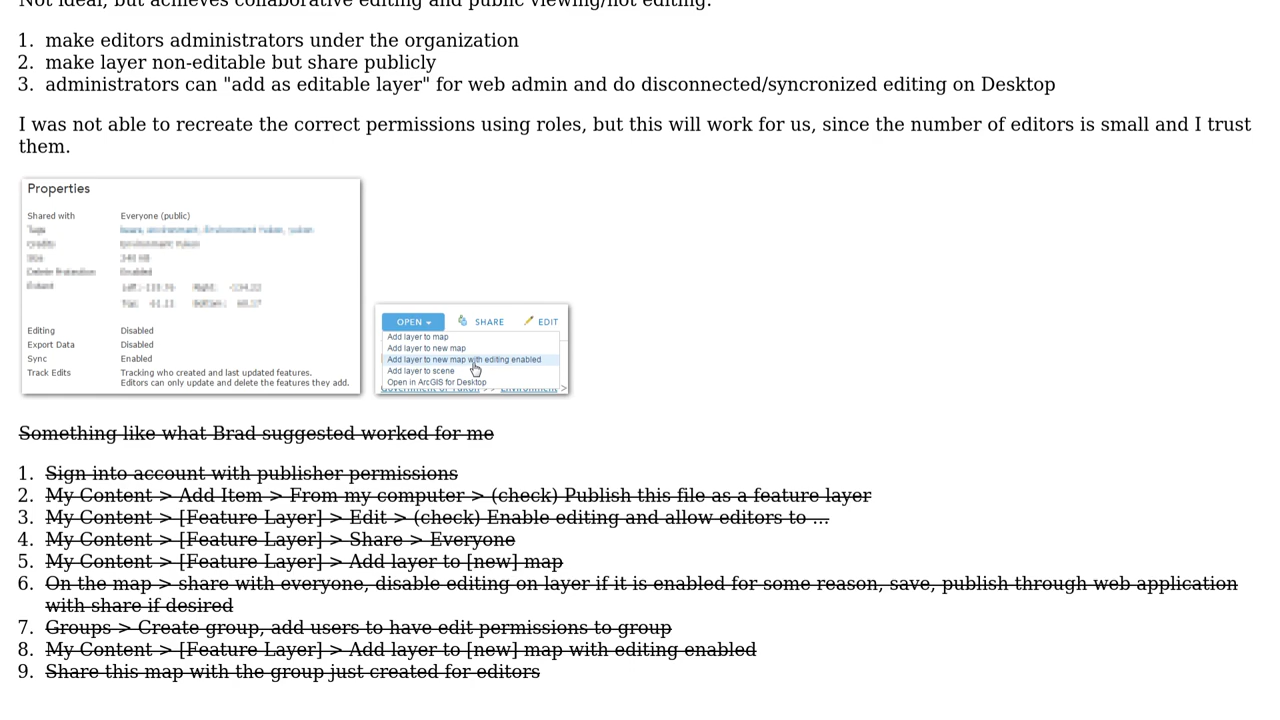 Not ideal, but achieves collaborative editing and public viewing/not editing.
1. make editors administrators under the organization
2. make layer non-editable but share publicly
3. administrators can "add as editable layer" for web admin and do disconnected/syncronized editing on Desktop
I was not able to recreate the correct permissions using roles, but this will work for us, since the number of editors is small and I trust
them.
Properties
Shared with Everyone (public)
Tags
Credits
Size
Delete Protection Enabled
Extent
Editing Disabled
Export Data Disabled
Sync Enabled
Track Edits Tracking who created and last updated features.
Editors can only update and delete the features they add.
OPEN SHARE EDIT
Add layer to map
Add layer to new map
Add layer to new map with editing enabled
Add layer to scene
Open in ArcGIS for Desktop
Something like what Brad suggested worked for me
1. Sign into account with publisher permissions
2. My Content > Add Item > From my computer > (check) Publish this file as a feature layer
3. My Content > [Feature Layer] > Edit > (check) Enable editing and allow editors to ...
4. My Content > [Feature Layer] > Share > Everyone
5. My Content > [Feature Layer] > Add layer to [new] map
6. On the map > share with everyone, disable editing on layer if it is enabled for some reason, save, publish through web application
with share if desired
7. Groups > Create group, add users to have edit permissions to group
8. My Content > [Feature Layer] > Add layer to [new] map with editing enabled
9. Share this map with the group just created for editors